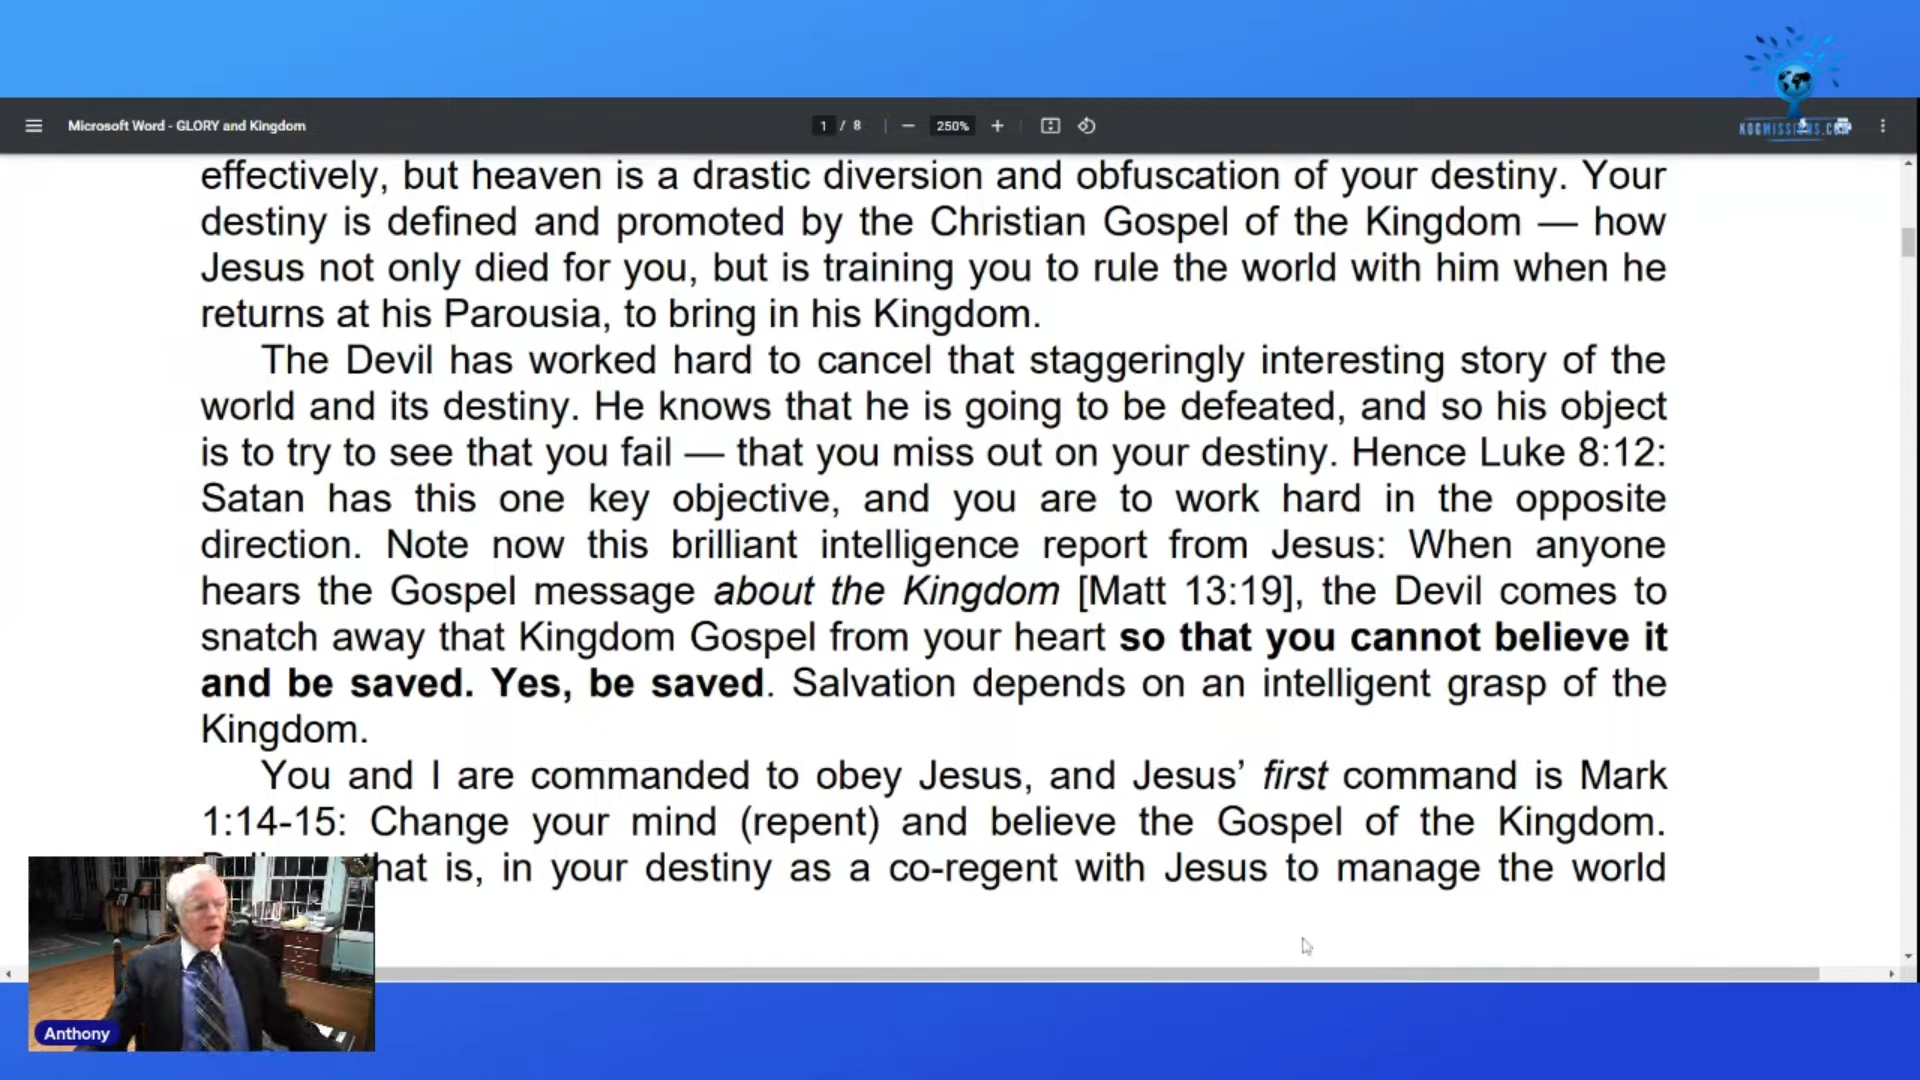 KOGMISSIONS.COM
Microsoft Word - GLORY and Kingdom
1 / 8
250%
effectively, but heaven is a drastic diversion and obfuscation of your destiny. Your
destiny is defined and promoted by the Christian Gospel of the Kingdom — how
Jesus not only died for you, but is training you to rule the world with him when he
returns at his Parousia, to bring in his Kingdom.
The Devil has worked hard to cancel that staggeringly interesting story of the
world and its destiny. He knows that he is going to be defeated, and so his object
is to try to see that you fail — that you miss out on your destiny. Hence Luke 8:12:
Satan has this one key objective, and you are to work hard in the opposite
direction. Note now this brilliant intelligence report from Jesus: When anyone
hears the Gospel message about the Kingdom [Matt 13:19], the Devil comes to
snatch away that Kingdom Gospel from your heart so that you cannot believe it
and be saved. Yes, be saved. Salvation depends on an intelligent grasp of the
Kingdom.
You and I are commanded to obey Jesus, and Jesus’ first command is Mark
1:14-15: Change your mind (repent) and believe the Gospel of the Kingdom.
is, in your destiny as a co-regent with Jesus to manage the world
Anthony